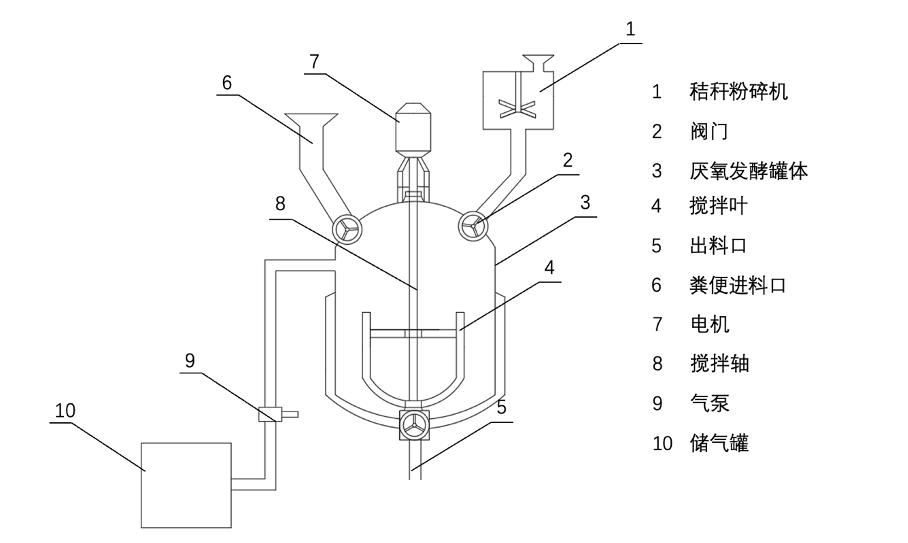 1
7
6
2
8
3
4
9
10
5
1 秸秆粉碎机
2 阀门
3 厌氧发酵罐体
4 搅拌叶
5 出料口
6 粪便进料口
7 电机
8 搅拌轴
9 气泵
10 储气罐